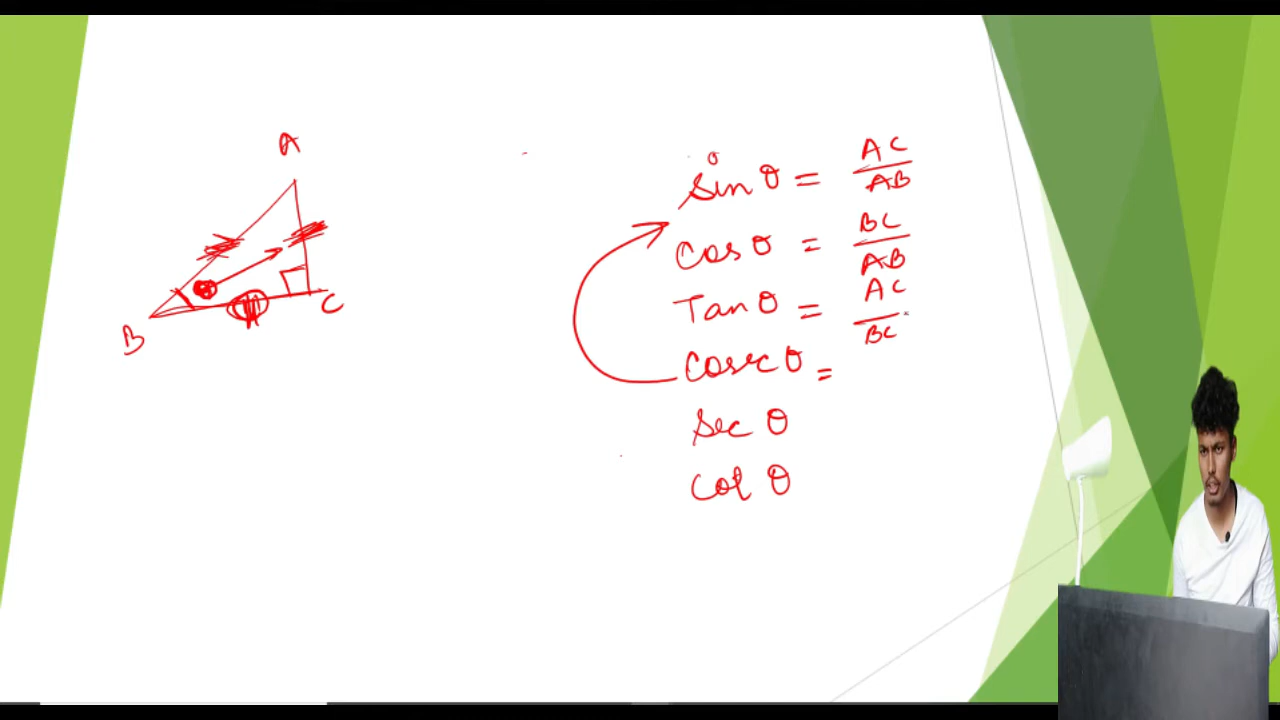 A
B
C
sin θ = AC/AB
cos θ = BC/AB
Tan θ = AC/BC
cosec θ =
sec θ
cot θ